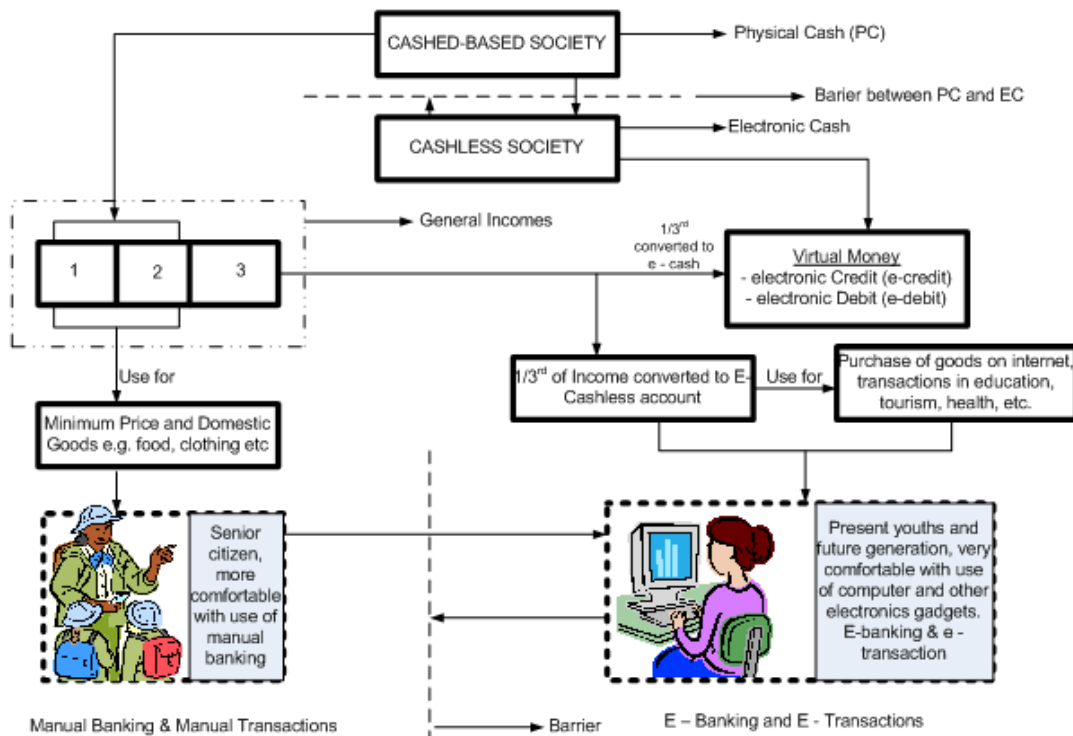 CASHED-BASED SOCIETY
Physical Cash (PC)
Barier between PC and EC
CASHLESS SOCIETY
Electronic Cash
General Incomes
1
2
3
1/3rd
converted to
e - cash
Virtual Money
- electronic Credit (e-credit)
- electronic Debit (e-debit)
Use for
1/3rd of Income converted to E-
Cashless account
Use for
Purchase of goods on internet,
transactions in education,
tourism, health, etc.
Minimum Price and Domestic
Goods e.g. food, clothing etc
Senior
citizen,
more
comfortable
with use of
manual
banking
Present youths and
future generation, very
comfortable with use
of computer and other
electronics gadgets.
E-banking & e -
transaction
Manual Banking & Manual Transactions
Barrier
E – Banking and E - Transactions